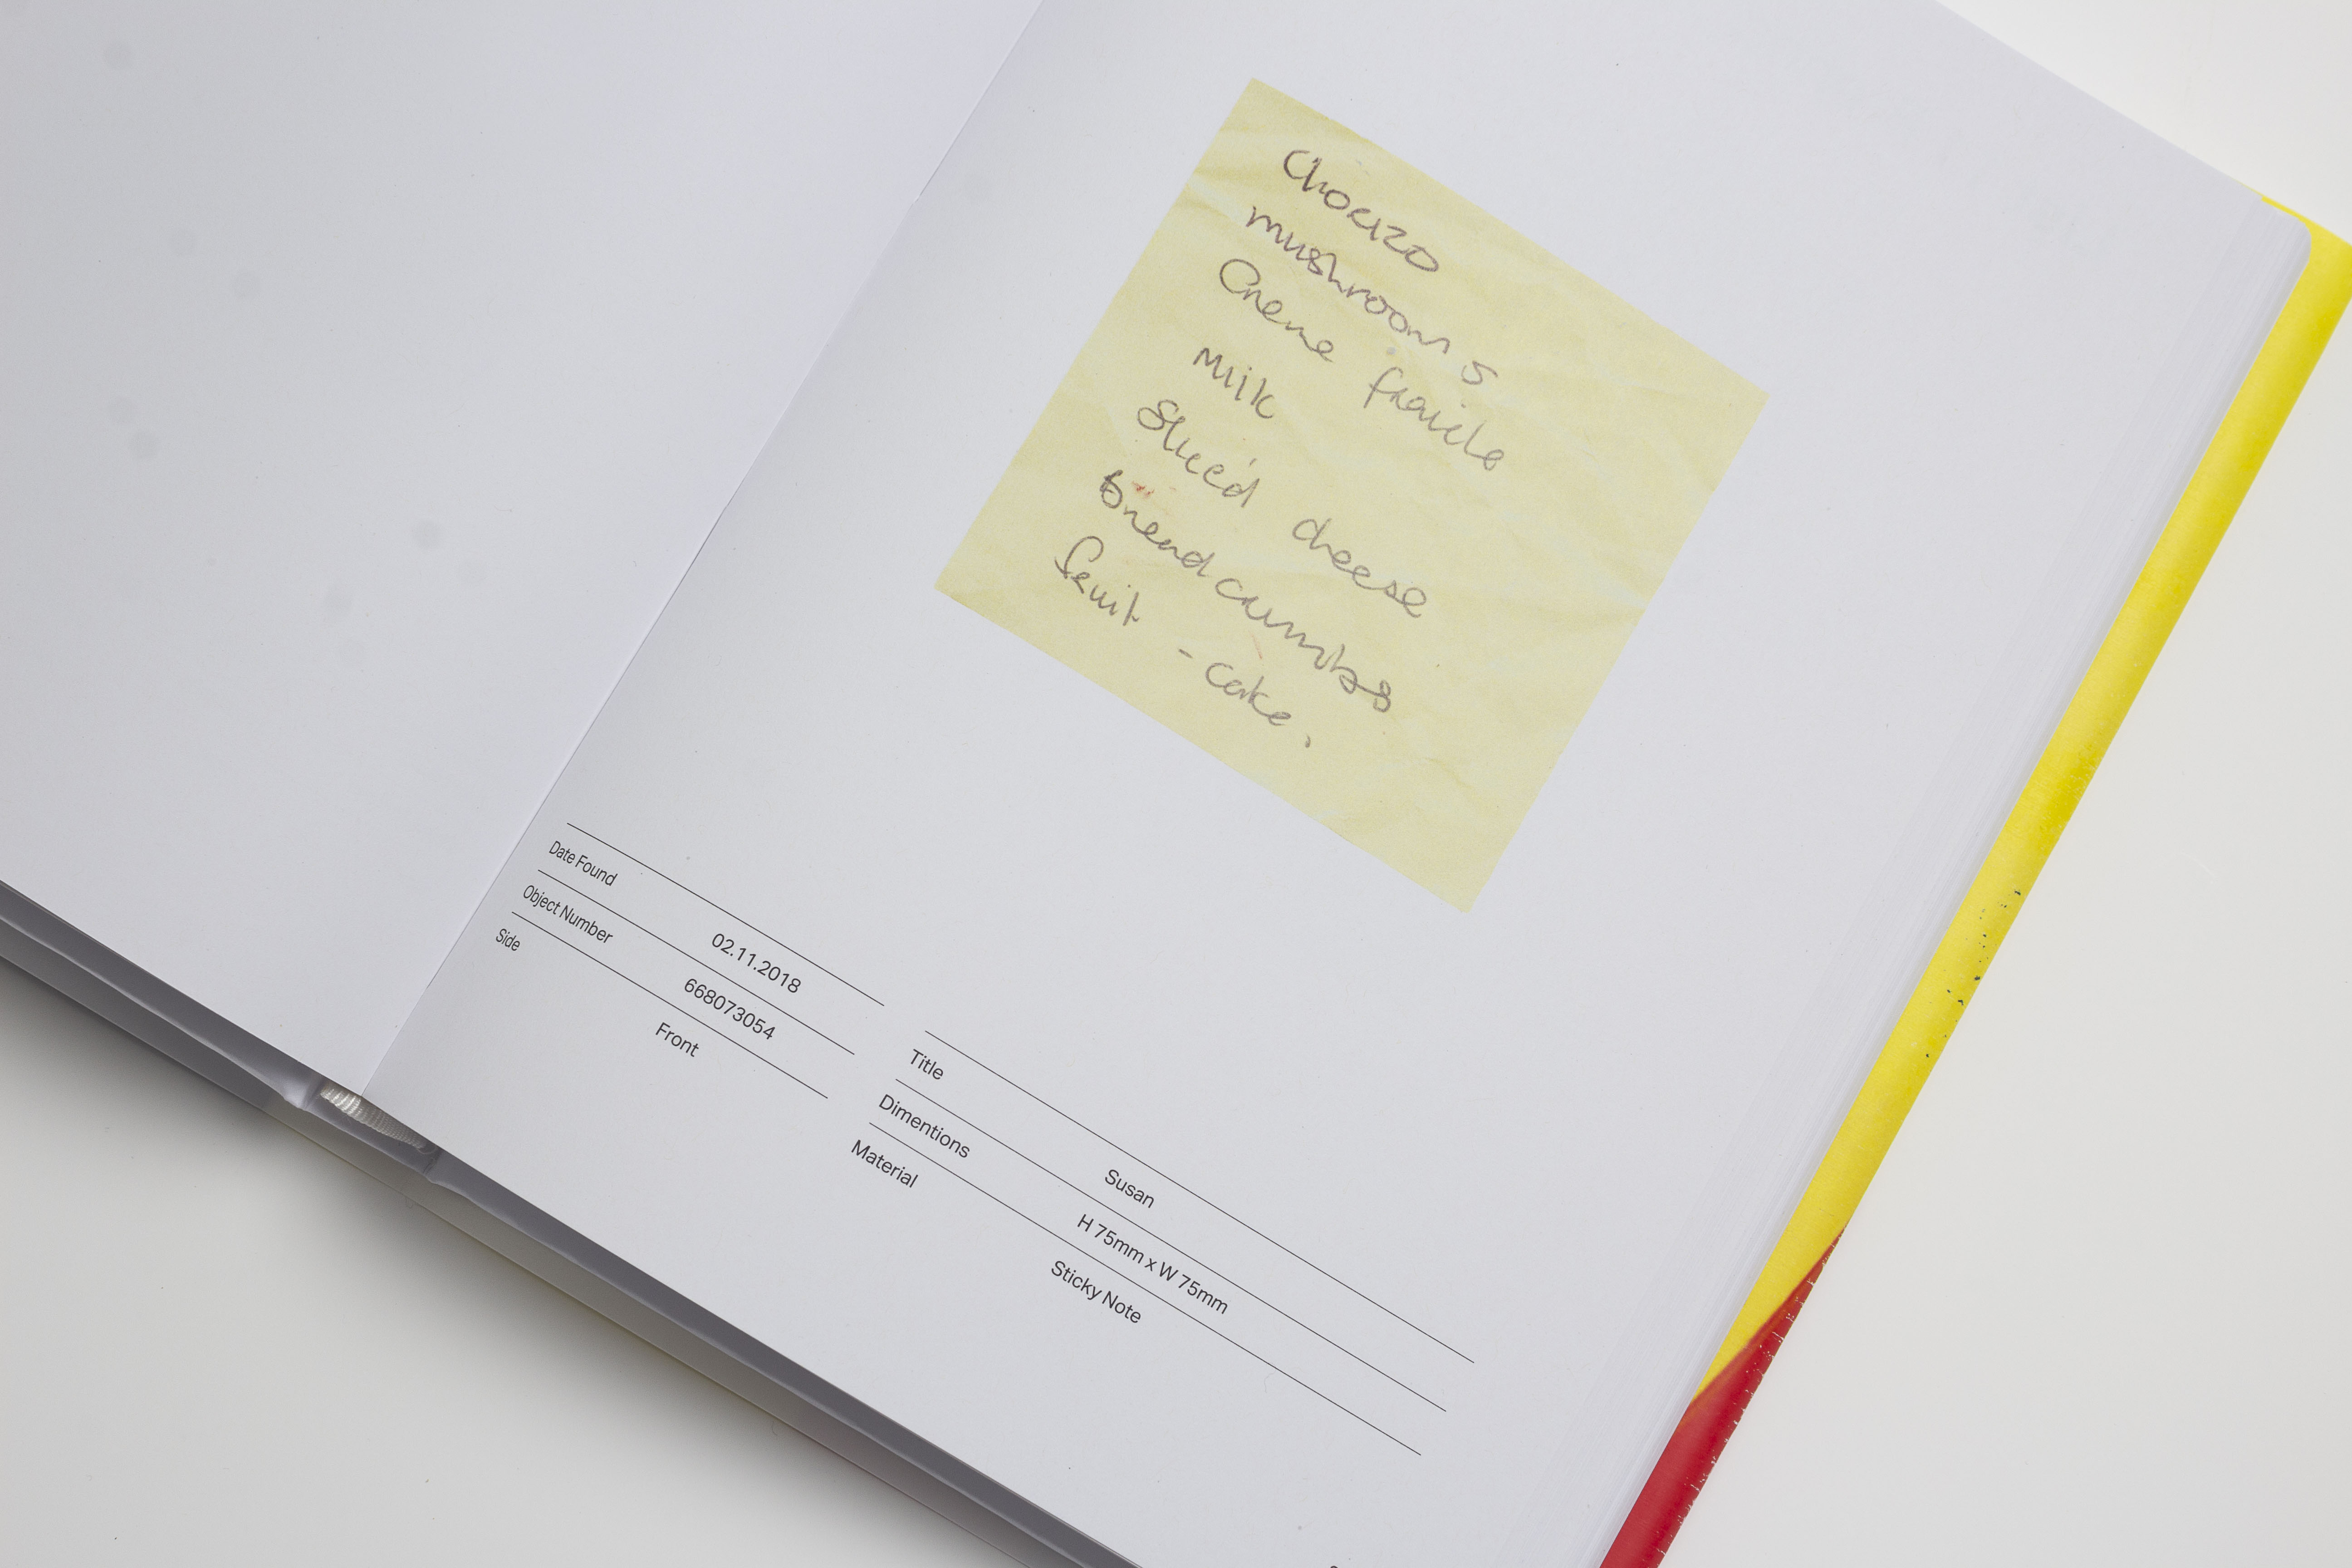 Chorizo
mushrooms
Creme fraiche
milk
Sliced cheese
breadcrumbs
fruit - cake.
Date Found 02.11.2018
Object Number 668073054
Side Front
Title Susan
Dimentions H 75mm x W 75mm
Material Sticky Note